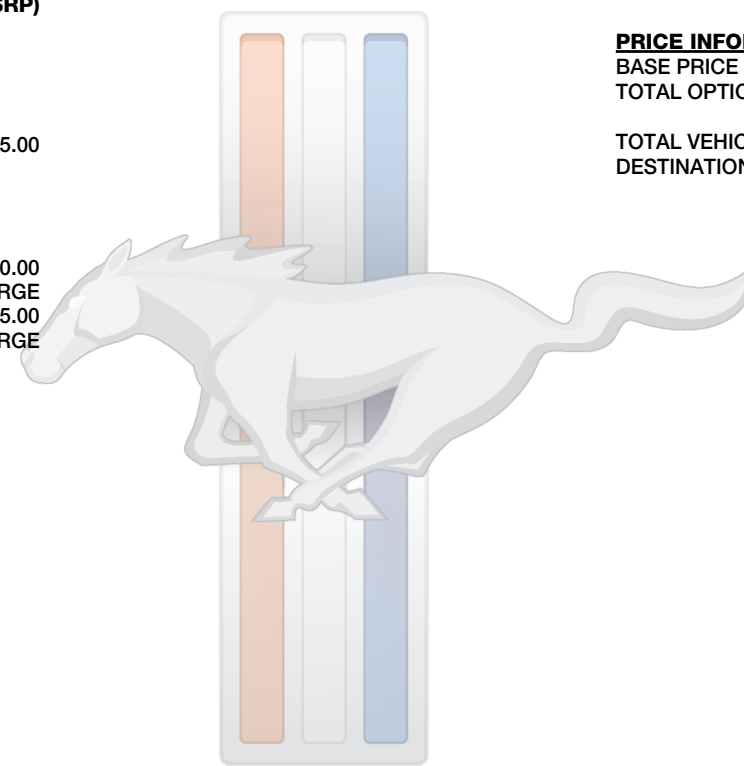 SRP)
5.00
0.00
RGE
5.00
RGE
PRICE INFO
BASE PRICE
TOTAL OPTIO
TOTAL VEHIC
DESTINATION